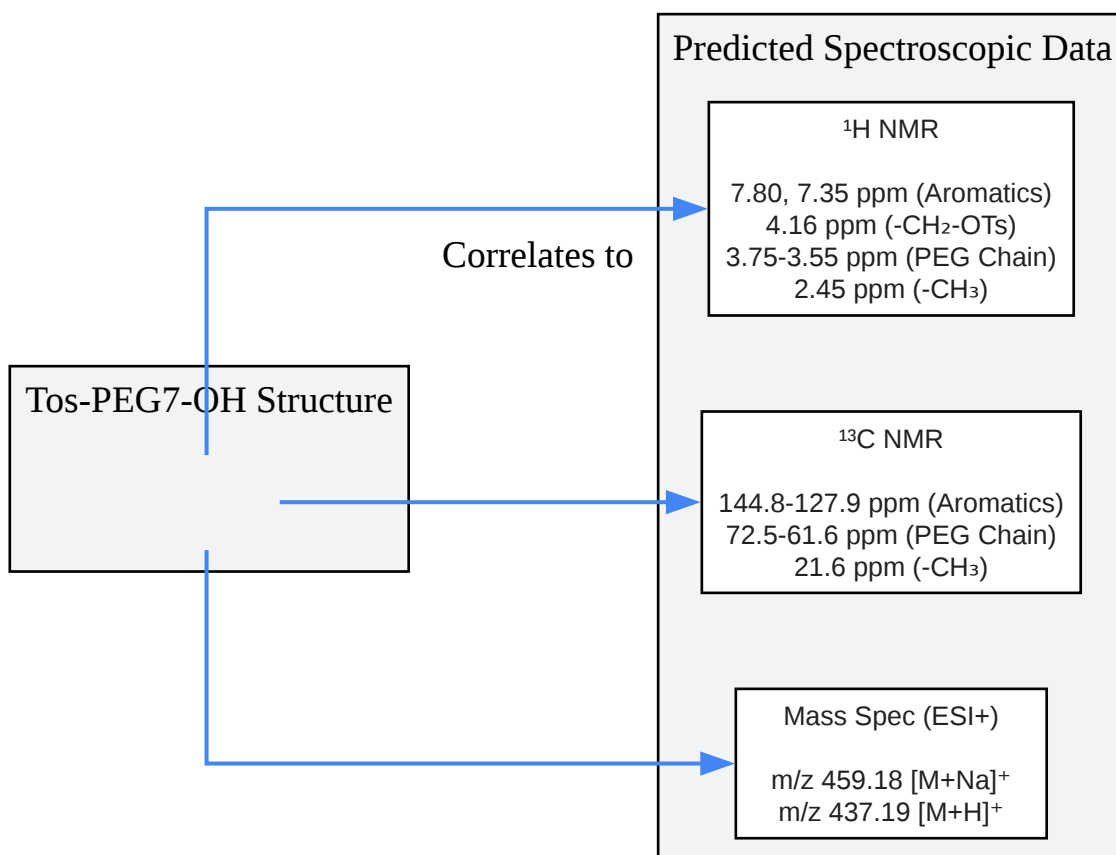 Predicted Spectroscopic Data
¹H NMR
7.80, 7.35 ppm (Aromatics)
4.16 ppm (-CH₂-OTs)
3.75-3.55 ppm (PEG Chain)
2.45 ppm (-CH₃)
Correlates to
Tos-PEG7-OH Structure
¹³C NMR
144.8-127.9 ppm (Aromatics)
72.5-61.6 ppm (PEG Chain)
21.6 ppm (-CH₃)
Mass Spec (ESI+)
m/z 459.18 [M+Na]⁺
m/z 437.19 [M+H]⁺